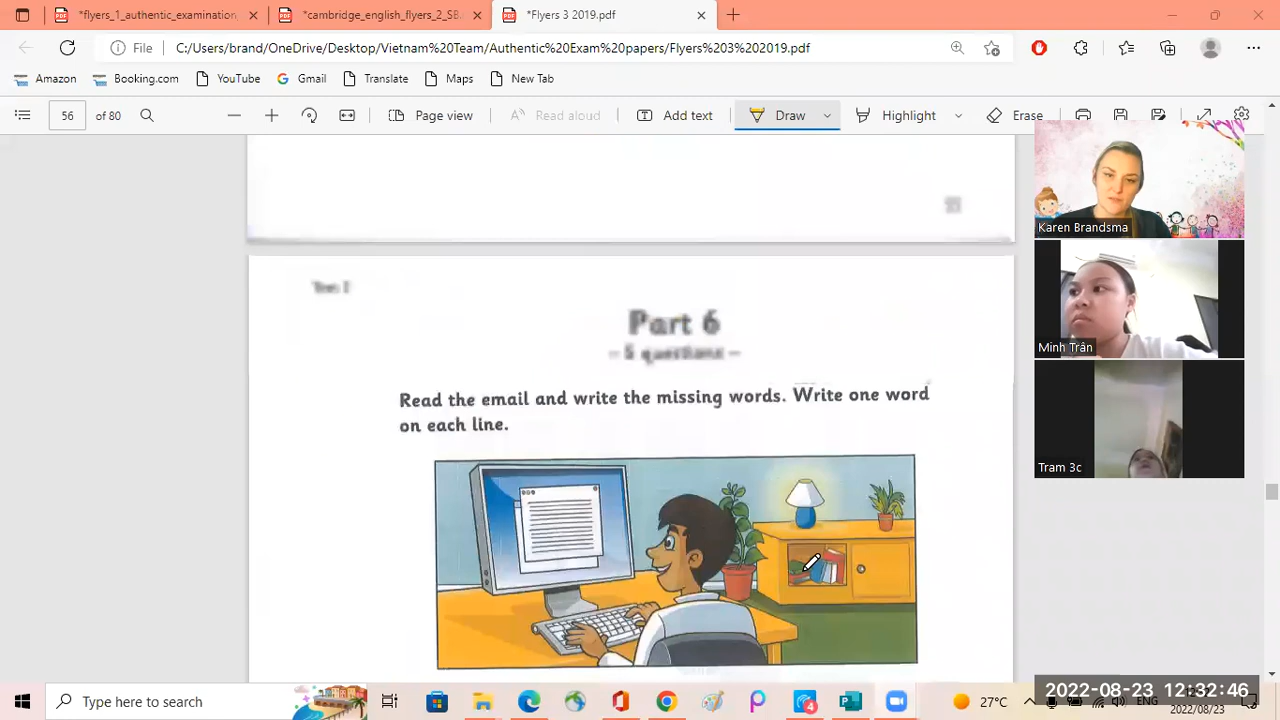 *flyers_1_authentic_examination
*cambridge_english_flyers_2_SB.
*Flyers 3 2019.pdf
File
C:/Users/brand/OneDrive/Desktop/Vietnam%20Team/Authentic%20Exam%20papers/Flyers%203%202019.pdf
Amazon
Booking.com
YouTube
Gmail
Translate
Maps
New Tab
56 of 80
Page view
Read aloud
Add text
Draw
Highlight
Erase
Karen Brandsma
Minh Trân
Tram 3c
Part 6
– 5 questions –
Read the email and write the missing words. Write one word
on each line.
Type here to search
4
27°C
ENG
2022-08-23 12:32:46
2022/08/23